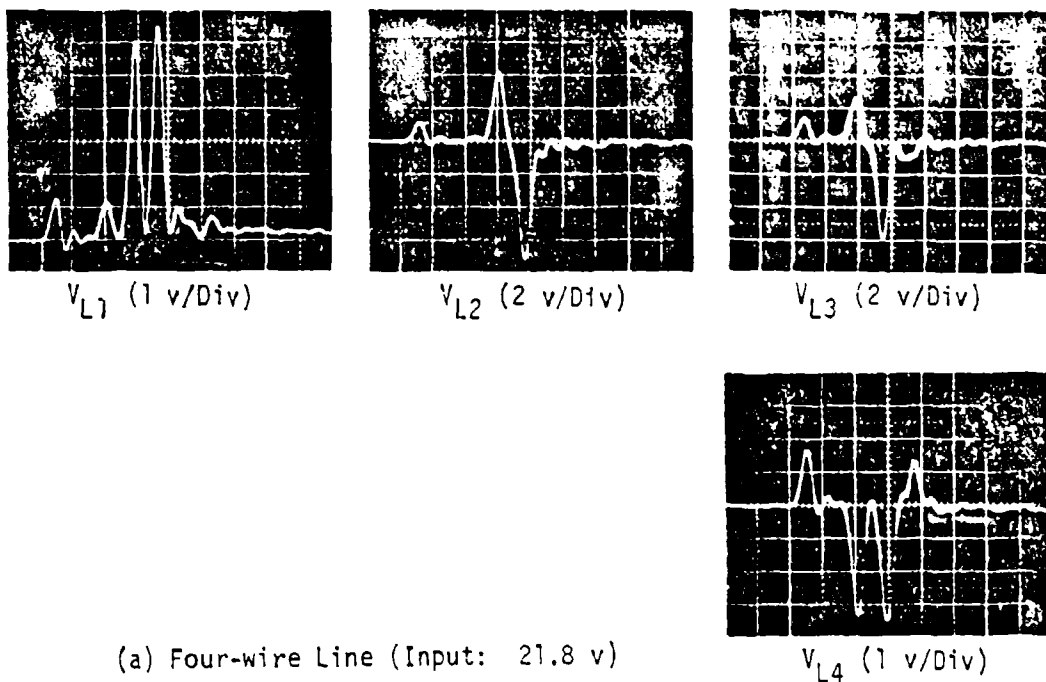 V_L1 (1 v/Div)
V_L2 (2 v/Div)
V_L3 (2 v/Div)
(a) Four-wire Line (Input: 21.8 v)
V_L4 (1 v/Div)